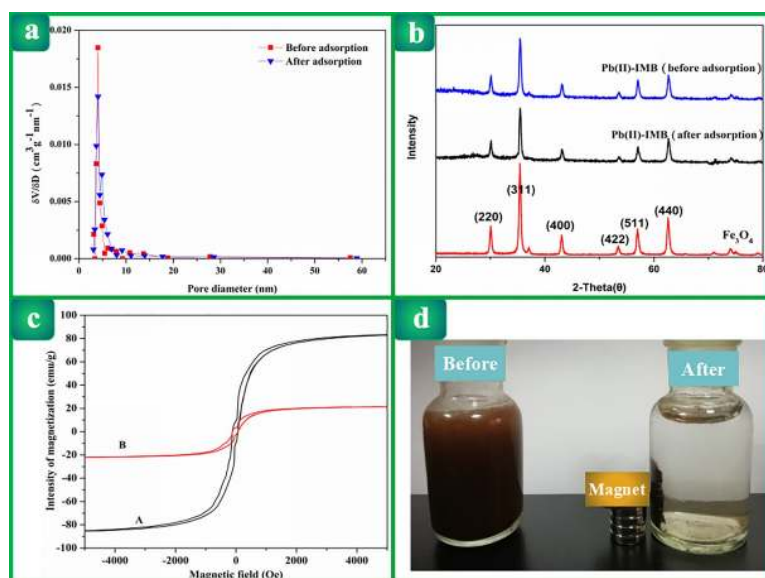 a
Before adsorption
After adsorption
δV/δD ( cm³g⁻¹nm⁻¹)
0.020
0.015
0.010
0.005
0.000
0 10 20 30 40 50 60
Pore diameter (nm)
b
Pb(II)-IMB ( before adsorption)
Pb(II)-IMB ( after adsorption)
Intensity
(220)
(311)
(400)
(422)
(511)
(440)
Fe₃O₄
20 40 60 80
2-Theta(θ)
c
Intensity of magnetization (emu/g)
100
80
60
40
20
0
-20
-40
-60
-80
-100
B
A
-4000 -2000 0 2000 4000
Magnetic field (Oe)
d
Before
After
Magnet